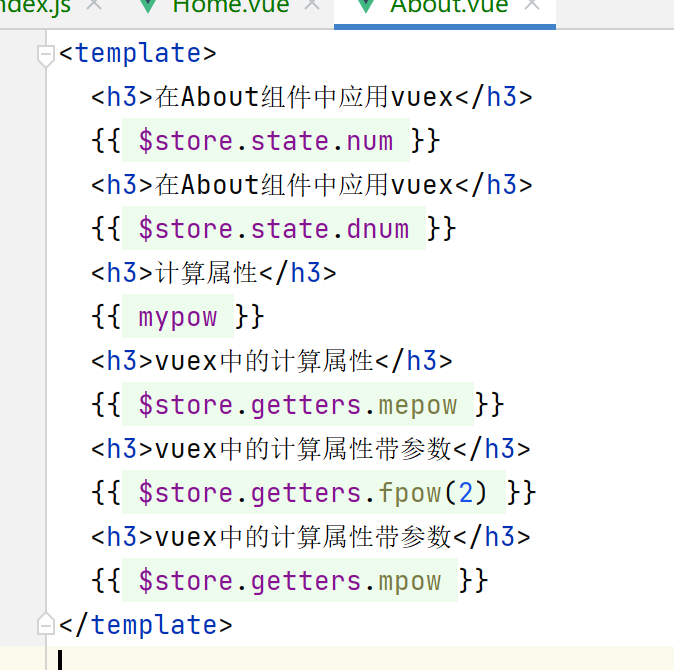 ndex.js × Home.vue × About.vue ×
<template>
<h3>在About组件中应用vuex</h3>
{{ $store.state.num }}
<h3>在About组件中应用vuex</h3>
{{ $store.state.dnum }}
<h3>计算属性</h3>
{{ mypow }}
<h3>vuex中的计算属性</h3>
{{ $store.getters.mepow }}
<h3>vuex中的计算属性带参数</h3>
{{ $store.getters.fpow(2) }}
<h3>vuex中的计算属性带参数</h3>
{{ $store.getters.mpow }}
</template>